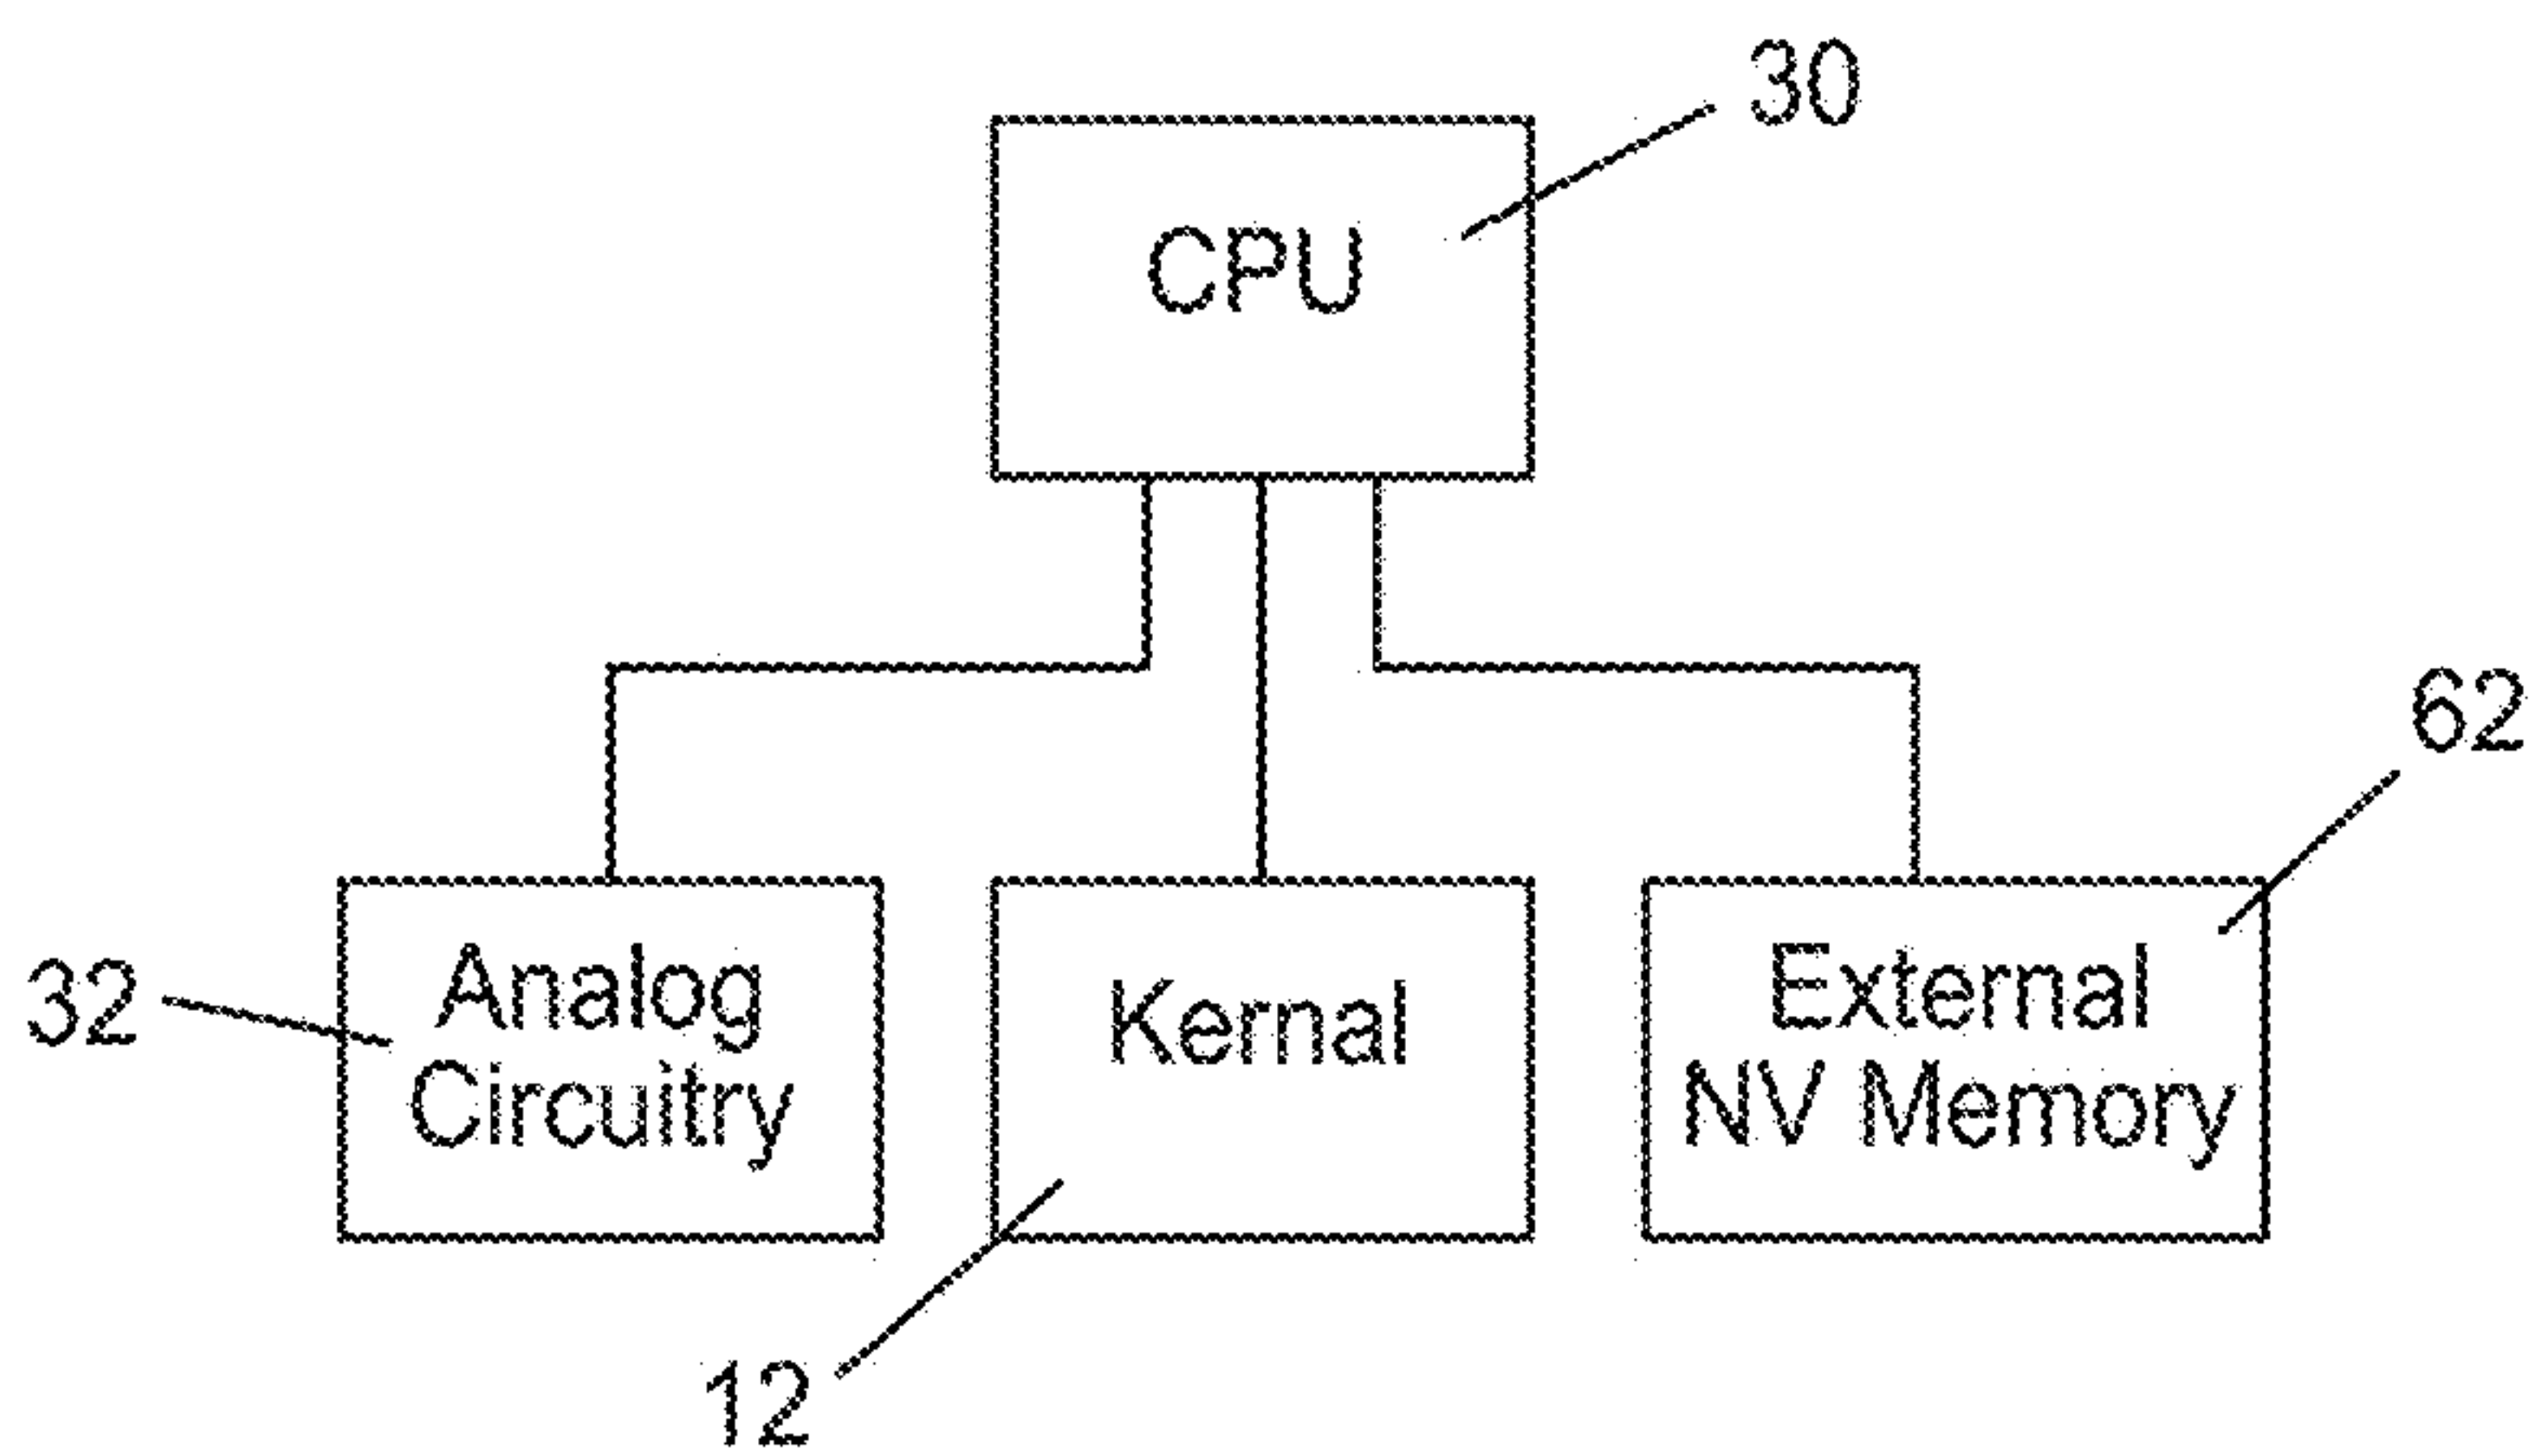 30
CPU
62
32
Analog
Circuitry
Kernal
External
NV Memory
12